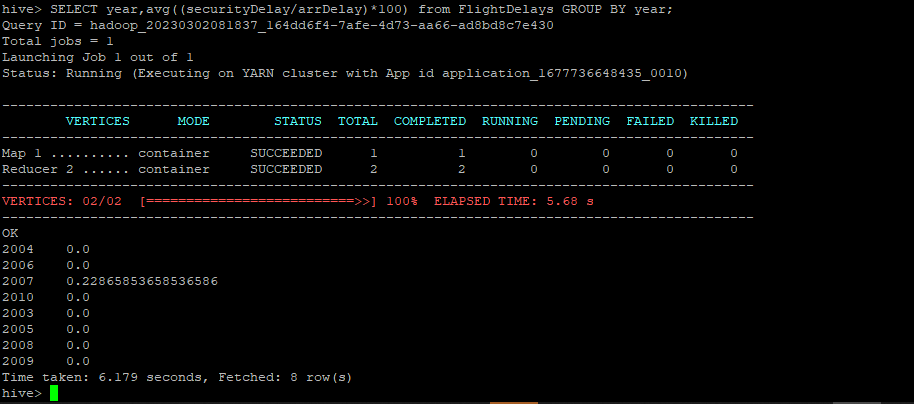 hive> SELECT year,avg((securityDelay/arrDelay)*100) from FlightDelays GROUP BY year;
Query ID = hadoop_20230302081837_164dd6f4-7afe-4d73-aa66-ad8bd8c7e430
Total jobs = 1
Launching Job 1 out of 1
Status: Running (Executing on YARN cluster with App id application_1677736648435_0010)
----------------------------------------------------------------------------------------------
VERTICES MODE STATUS TOTAL COMPLETED RUNNING PENDING FAILED KILLED
----------------------------------------------------------------------------------------------
Map 1 .......... container SUCCEEDED 1 1 0 0 0 0
Reducer 2 ...... container SUCCEEDED 2 2 0 0 0 0
----------------------------------------------------------------------------------------------
VERTICES: 02/02 [==========================>>] 100% ELAPSED TIME: 5.68 s
----------------------------------------------------------------------------------------------
OK
2004 0.0
2006 0.0
2007 0.22865853658536586
2010 0.0
2003 0.0
2005 0.0
2008 0.0
2009 0.0
Time taken: 6.179 seconds, Fetched: 8 row(s)
hive>